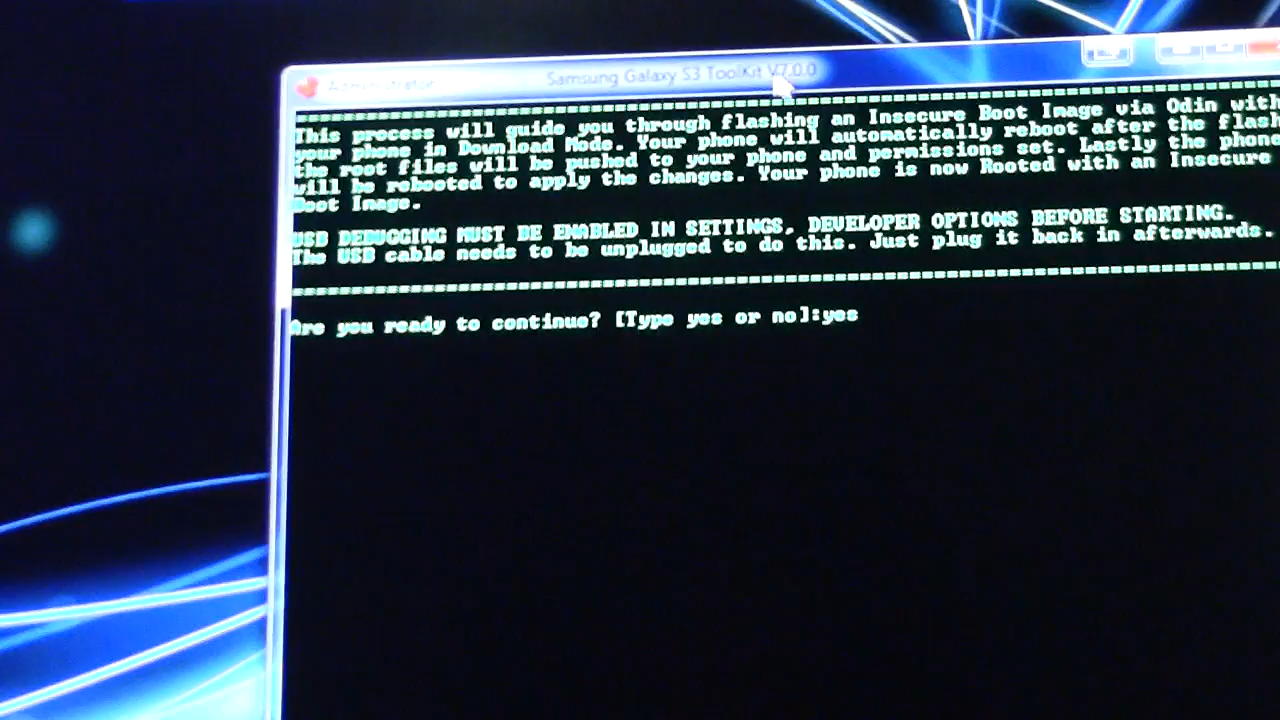 Administrator
Samsung Galaxy S3 ToolKit V7.0.0
This process will guide you through flashing an Insecure Boot Image via Odin with
your phone in Download Mode. Your phone will automatically reboot after the flash
the root files will be pushed to your phone and permissions set. Lastly the phone
will be rebooted to apply the changes. Your phone is now Rooted with an Insecure
Boot Image.
USB DEBUGGING MUST BE ENABLED IN SETTINGS, DEVELOPER OPTIONS BEFORE STARTING.
The USB cable needs to be unplugged to do this. Just plug it back in afterwards.
Are you ready to continue? [Type yes or no]:yes